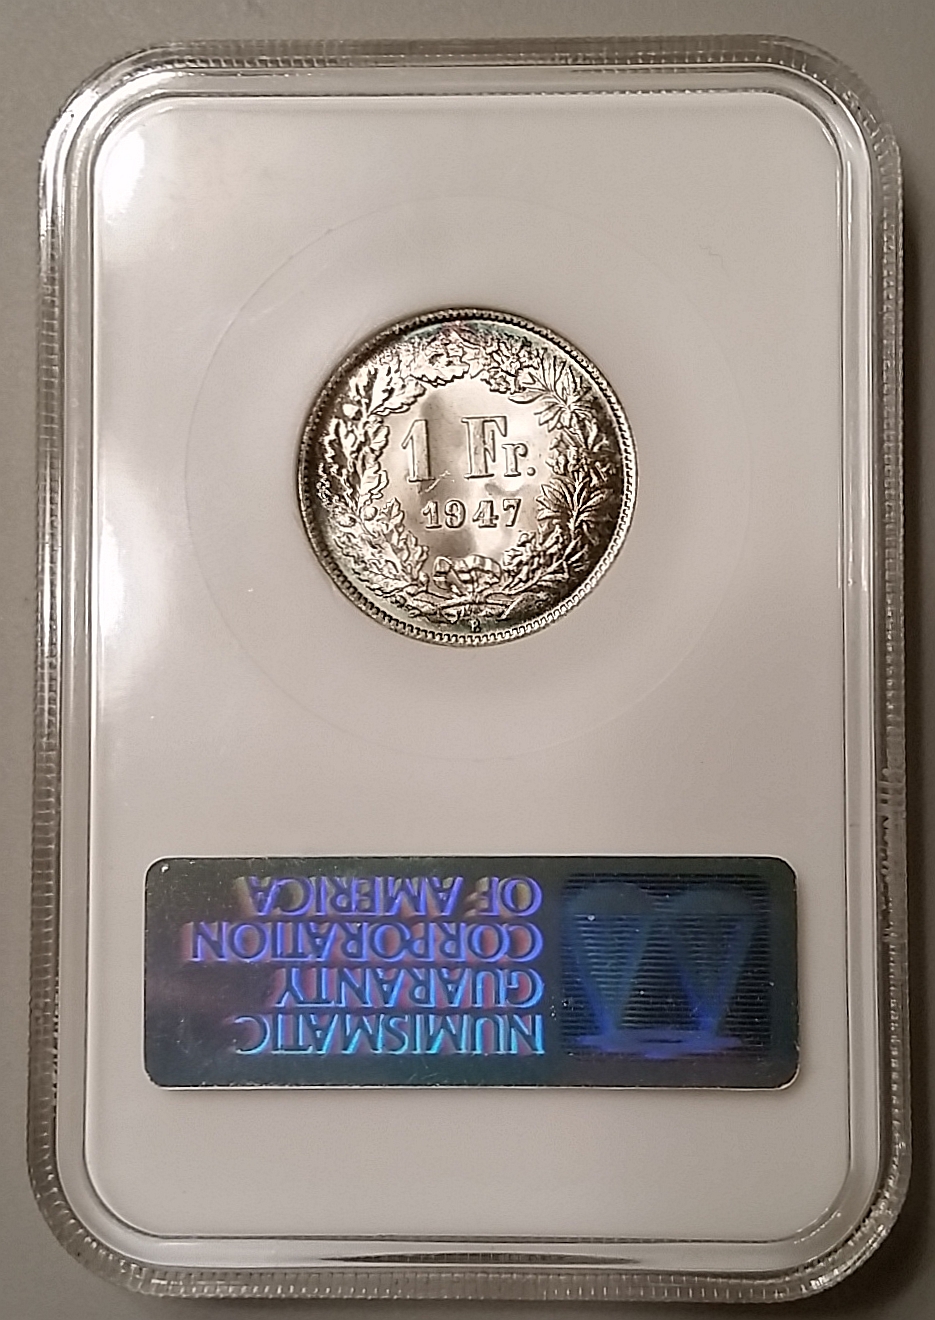 1 Fr.
1947
B
NUMISMATIC
GUARANTY
CORPORATION
OF AMERICA